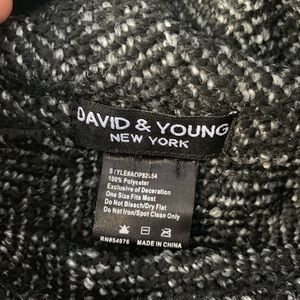 DAVID & YOUNG
NEW YORK
100% Polyester
Exclusive of Decoration
One Size Fits Most
Do Not Bleach/Dry Flat
Do Not Iron/Spot Clean Only
RN#54976 MADE IN CHINA